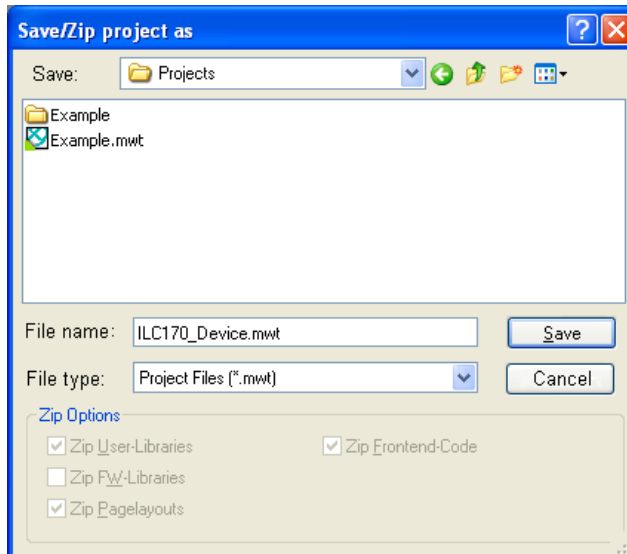 Save/Zip project as
Save: Projects
Example
Example.mwt
File name: ILC170_Device.mwt Save
File type: Project Files (*.mwt) Cancel
Zip Options
Zip User-Libraries Zip Frontend-Code
Zip FW-Libraries
Zip Pagelayouts